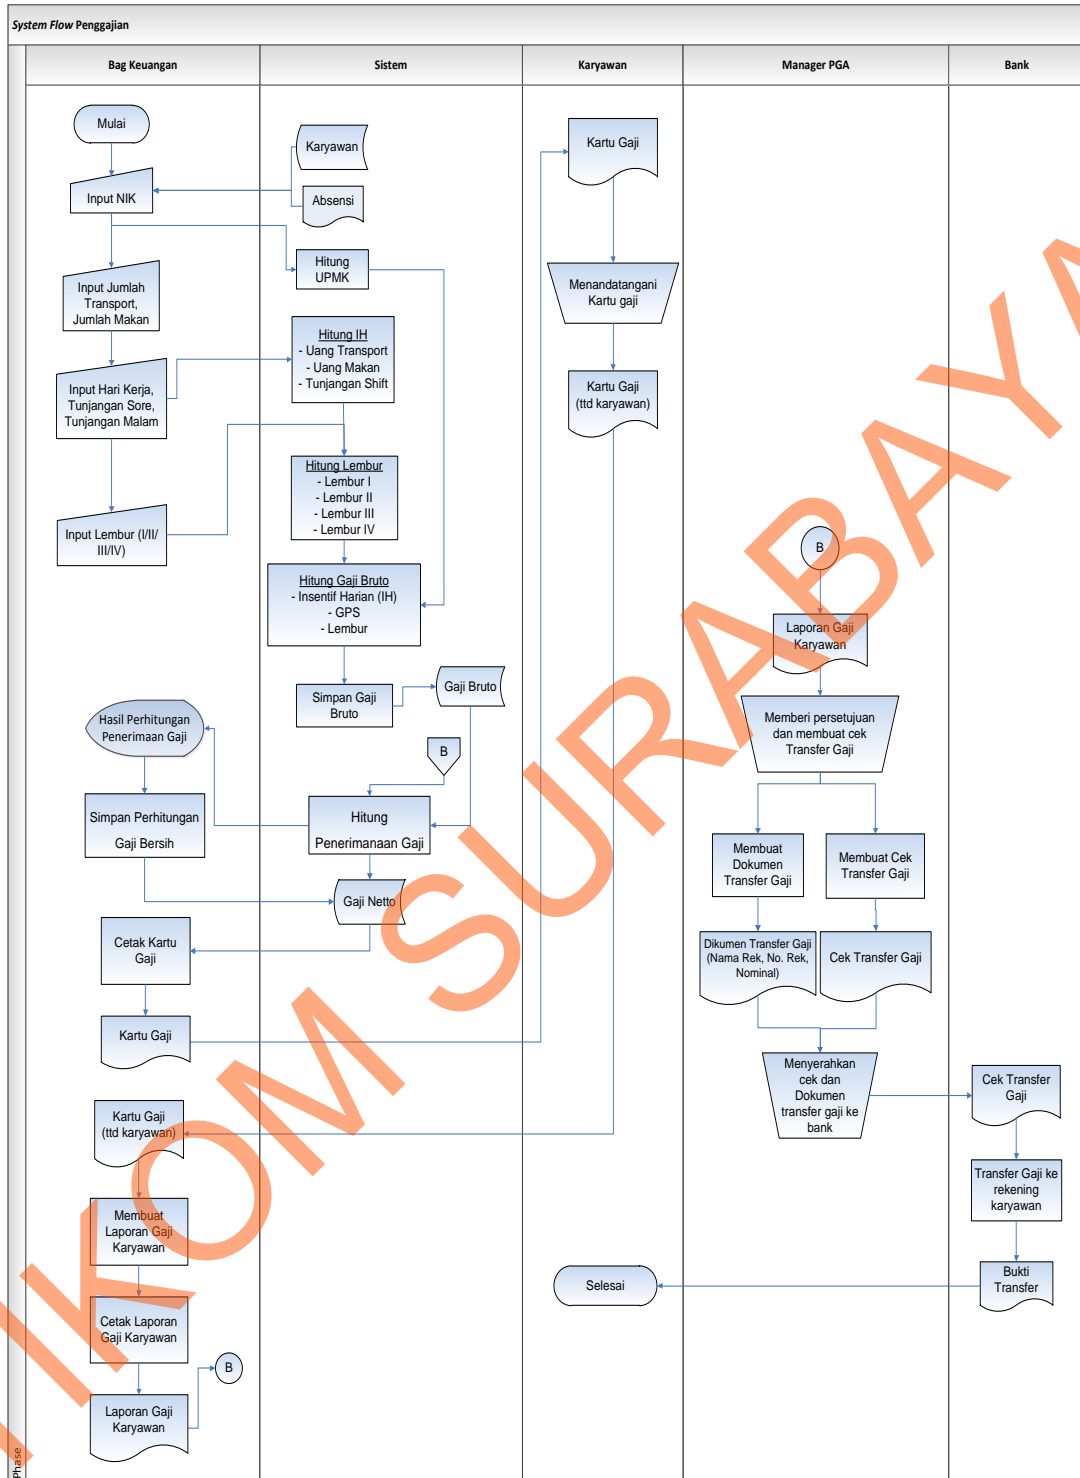 System Flow Penggajian
Bag Keuangan
Sistem
Karyawan
Manager PGA
Bank
Mulai
Input NIK
Input Jumlah
Transport,
Jumlah Makan
Input Hari Kerja,
Tunjangan Sore,
Tunjangan Malam
Input Lembur (I/II/
III/IV)
Hasil Perhitungan
Penerimaan Gaji
Simpan Perhitungan
Gaji Bersih
Cetak Kartu
Gaji
Kartu Gaji
Kartu Gaji
(ttd karyawan)
Membuat
Laporan Gaji
Karyawan
Cetak Laporan
Gaji Karyawan
Laporan Gaji
Karyawan
B
Karyawan
Absensi
Hitung
UPMK
Hitung IH
- Uang Transport
- Uang Makan
- Tunjangan Shift
Hitung Lembur
- Lembur I
- Lembur II
- Lembur III
- Lembur IV
Hitung Gaji Bruto
- Insentif Harian (IH)
- GPS
- Lembur
Simpan Gaji
Bruto
Gaji Bruto
B
Hitung
Penerimanaan Gaji
Gaji Netto
Kartu Gaji
Menandatangani
Kartu gaji
Kartu Gaji
(ttd karyawan)
Selesai
B
Laporan Gaji
Karyawan
Memberi persetujuan
dan membuat cek
Transfer Gaji
Membuat
Dokumen
Transfer Gaji
Membuat Cek
Transfer Gaji
Dikumen Transfer Gaji
(Nama Rek, No. Rek,
Nominal)
Cek Transfer Gaji
Menyerahkan
cek dan
Dokumen
transfer gaji ke
bank
Cek Transfer
Gaji
Transfer Gaji ke
rekening
karyawan
Bukti
Transfer
Phase
IKOM SURABAYA